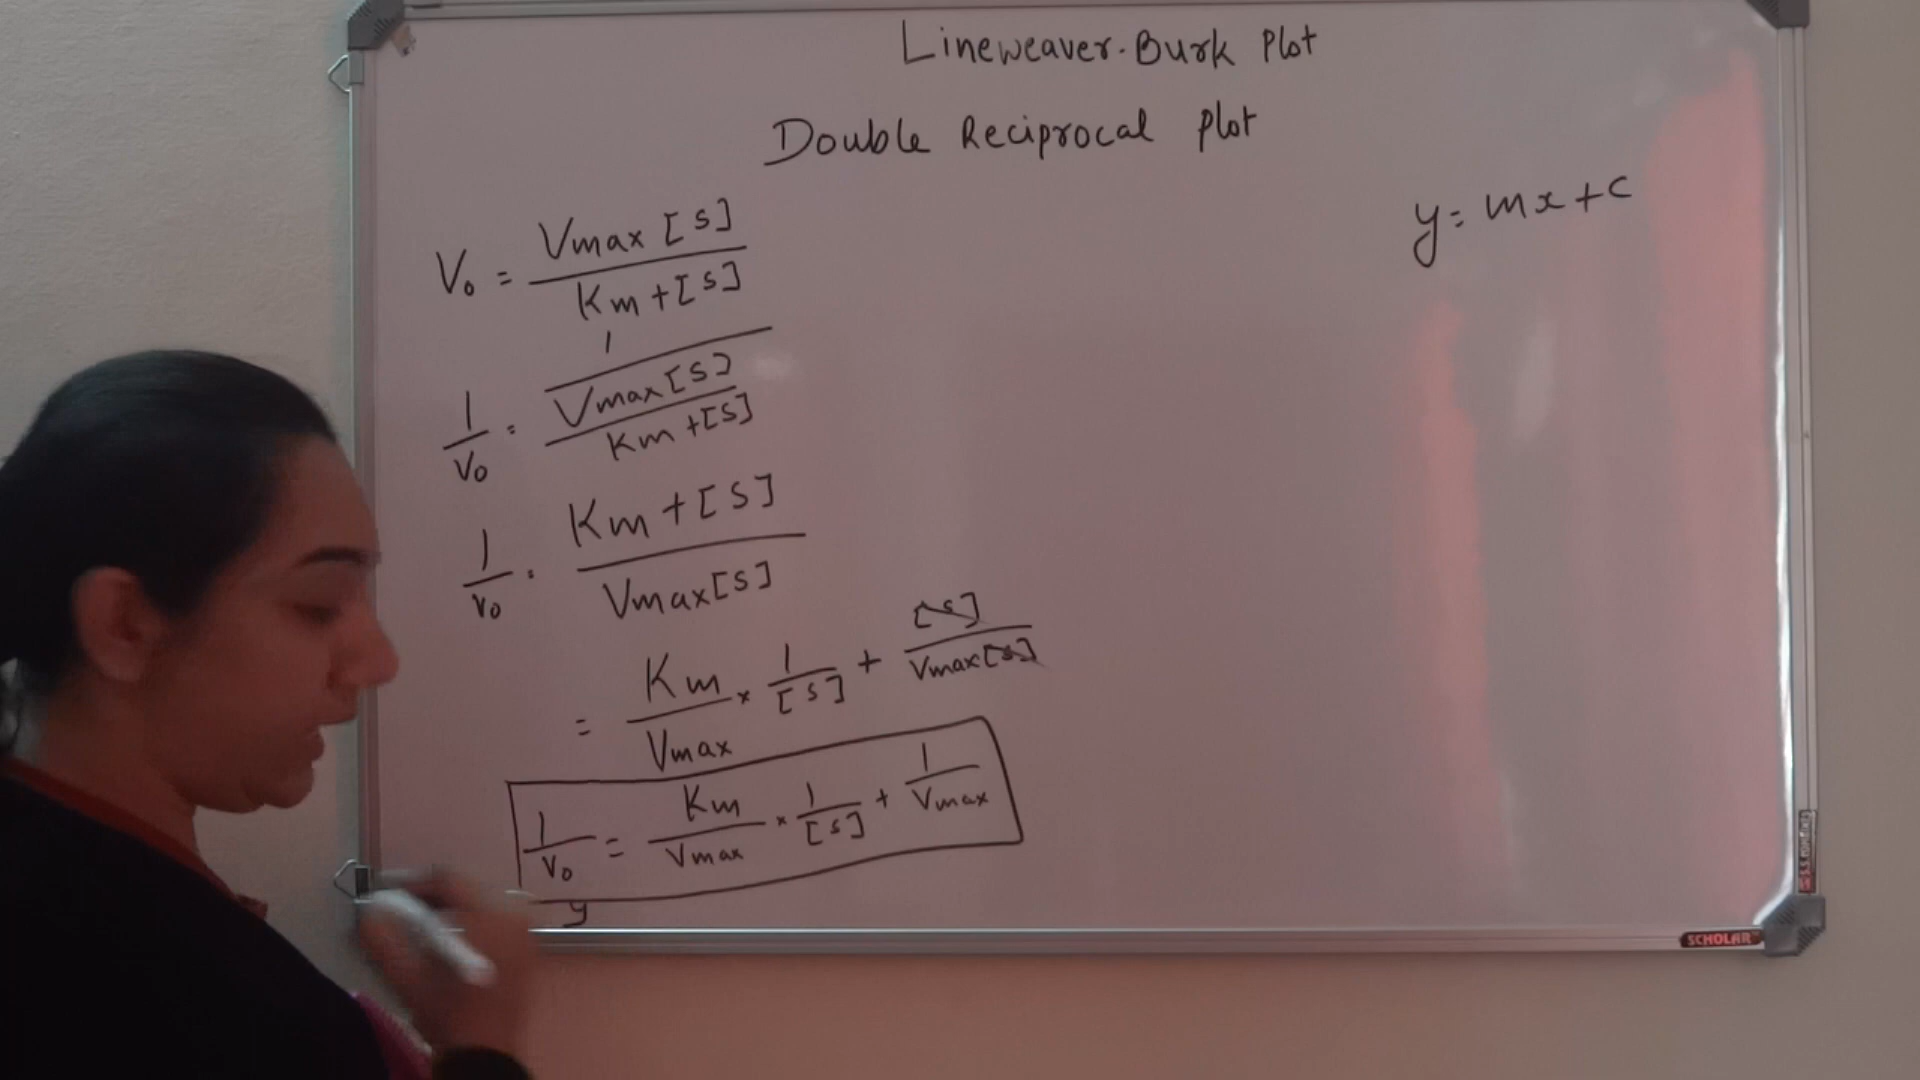 Lineweaver-Burk Plot
Double Reciprocal Plot
y = mx + c
V₀ = Vmax [S] / Km + [S]
1/V₀ = 1 / (Vmax [S] / Km + [S])
1/V₀ = Km + [S] / Vmax [S]
= Km/Vmax × 1/[S] + [S]/Vmax [S]
1/V₀ = Km/Vmax × 1/[S] + 1/Vmax
y
SCHOLAR